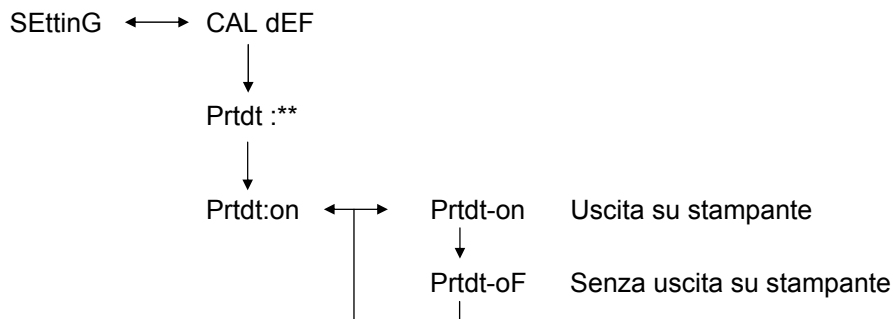 SEttinG CAL dEF
Prtdt :**
Prtdt:on Prtdt-on Uscita su stampante
Prtdt-oF Senza uscita su stampante